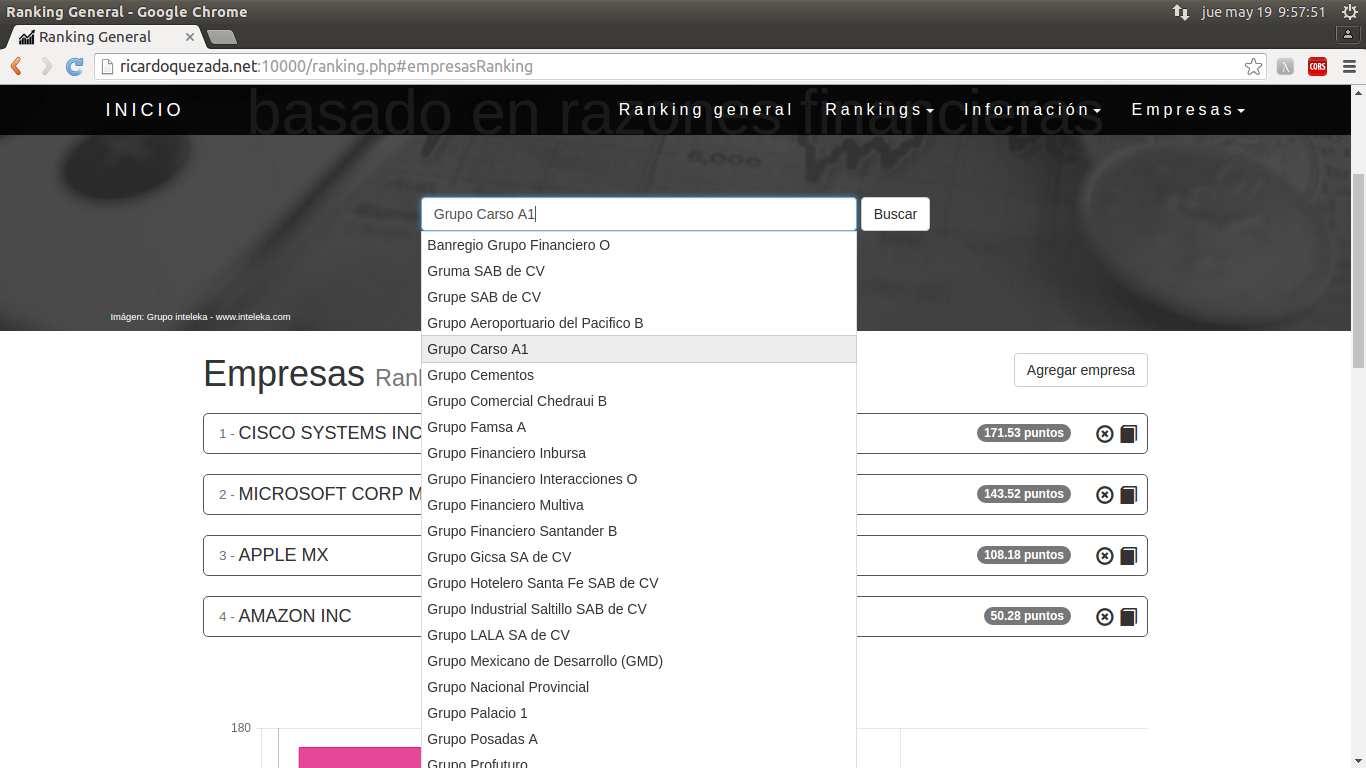 Ranking General - Google Chrome
jue may 19 9:57:51
Ranking General
ricardoquezada.net:10000/ranking.php#empresasRanking
CORS
INICIO
Ranking general
Rankings
Información
Empresas
basado en razones financieras
6,000
Grupo Carso A1
Buscar
Banregio Grupo Financiero O
Gruma SAB de CV
Grupe SAB de CV
Grupo Aeroportuario del Pacifico B
Imágen: Grupo inteleka - www.inteleka.com
Grupo Carso A1
Empresas
Agregar empresa
Grupo Cementos
Grupo Comercial Chedraui B
Grupo Famsa A
1 - CISCO SYSTEMS INC
171.53 puntos
Grupo Financiero Inbursa
Grupo Financiero Interacciones O
2 - MICROSOFT CORP M
143.52 puntos
Grupo Financiero Multiva
Grupo Financiero Santander B
3 - APPLE MX
108.18 puntos
Grupo Gicsa SA de CV
Grupo Hotelero Santa Fe SAB de CV
Grupo Industrial Saltillo SAB de CV
4 - AMAZON INC
50.28 puntos
Grupo LALA SA de CV
Grupo Mexicano de Desarrollo (GMD)
Grupo Nacional Provincial
Grupo Palacio 1
180
Grupo Posadas A
Grupo Profuturo